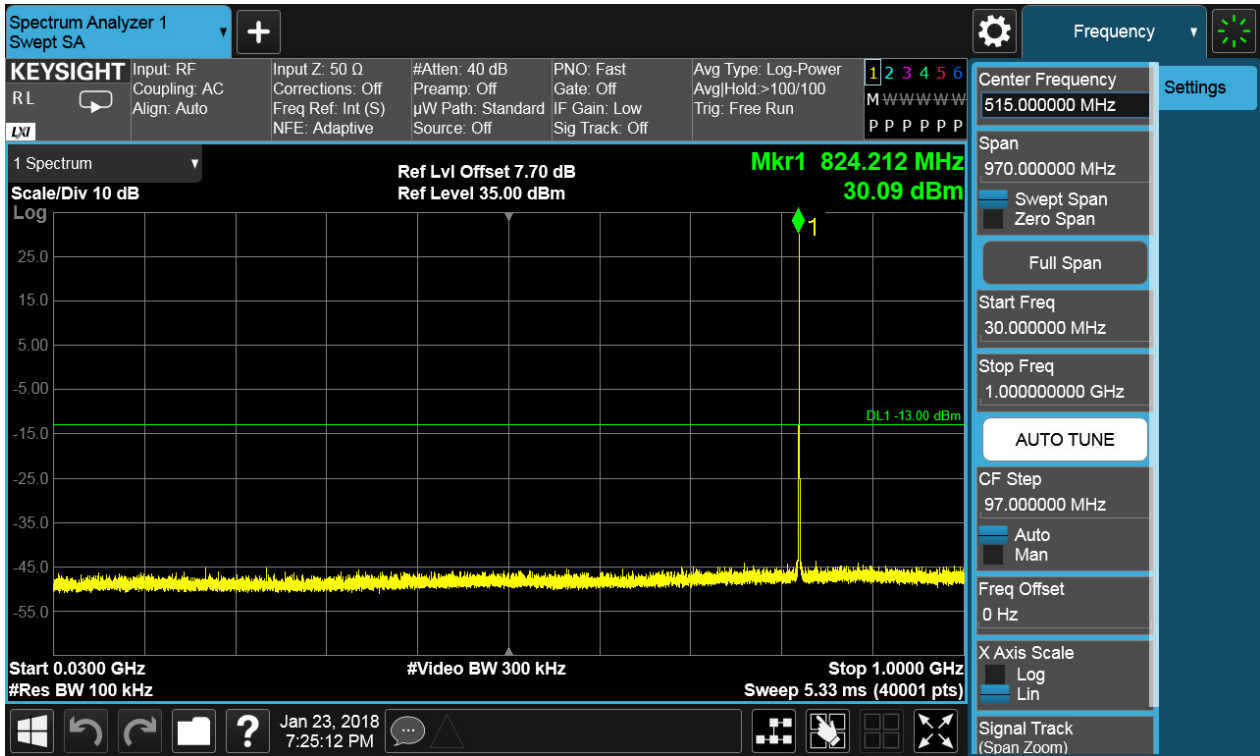 Spectrum Analyzer 1
Swept SA
+
Frequency
KEYSIGHT
RL
LXI
Input: RF
Coupling: AC
Align: Auto
Input Z: 50 Ω
Corrections: Off
Freq Ref: Int (S)
NFE: Adaptive
#Atten: 40 dB
Preamp: Off
µW Path: Standard
Source: Off
PNO: Fast
Gate: Off
IF Gain: Low
Sig Track: Off
Avg Type: Log-Power
Avg|Hold:>100/100
Trig: Free Run
1 2 3 4 5 6
M W W W W W
P P P P P P
1 Spectrum
Scale/Div 10 dB
Log
Ref Lvl Offset 7.70 dB
Ref Level 35.00 dBm
Mkr1 824.212 MHz
30.09 dBm
1
25.0
15.0
5.00
-5.00
DL1 -13.00 dBm
-15.0
-25.0
-35.0
-45.0
-55.0
Start 0.0300 GHz
#Video BW 300 kHz
Stop 1.0000 GHz
#Res BW 100 kHz
Sweep 5.33 ms (40001 pts)
Center Frequency
515.000000 MHz
Settings
Span
970.000000 MHz
Swept Span
Zero Span
Full Span
Start Freq
30.000000 MHz
Stop Freq
1.000000000 GHz
AUTO TUNE
CF Step
97.000000 MHz
Auto
Man
Freq Offset
0 Hz
X Axis Scale
Log
Lin
Signal Track
(Span Zoom)
?
Jan 23, 2018
7:25:12 PM